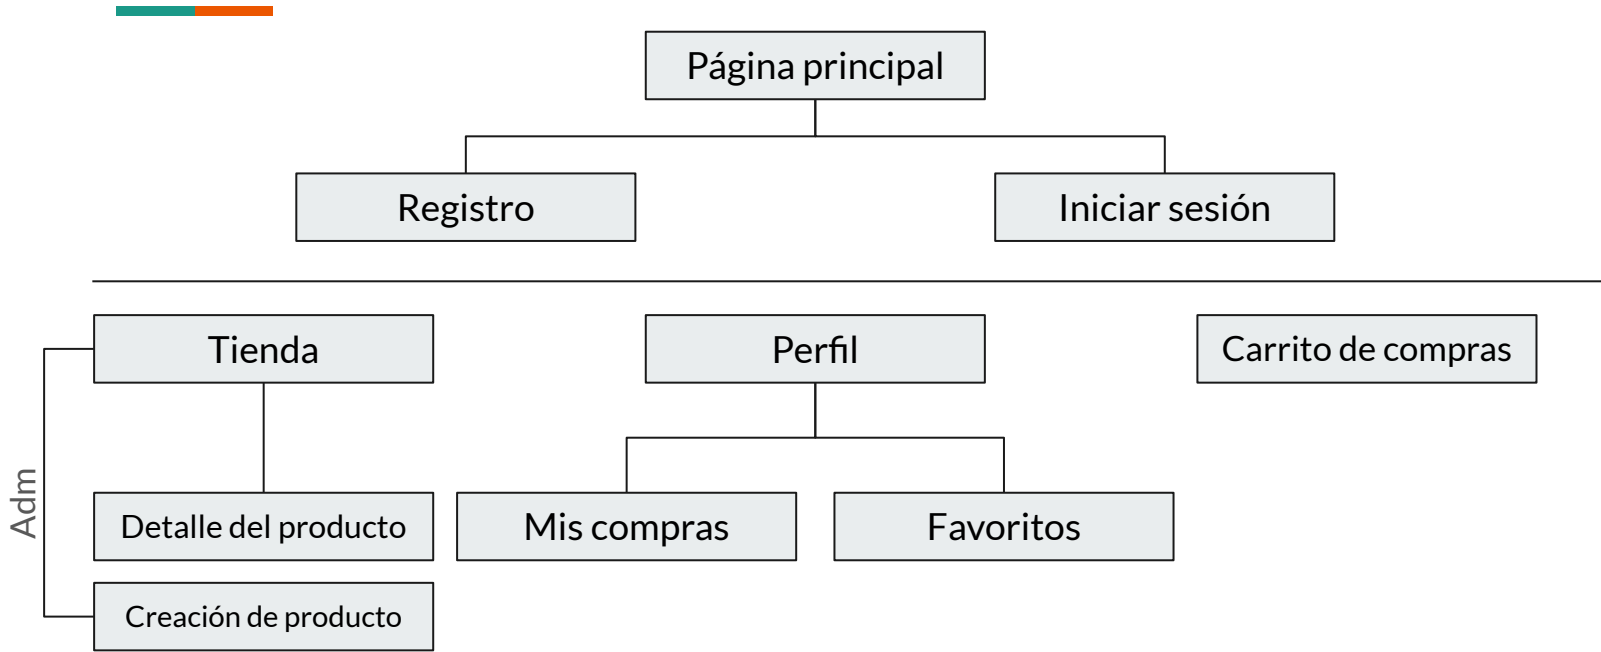 Página principal
Registro
Iniciar sesión
Tienda
Perfil
Carrito de compras
Adm
Detalle del producto
Mis compras
Favoritos
Creación de producto